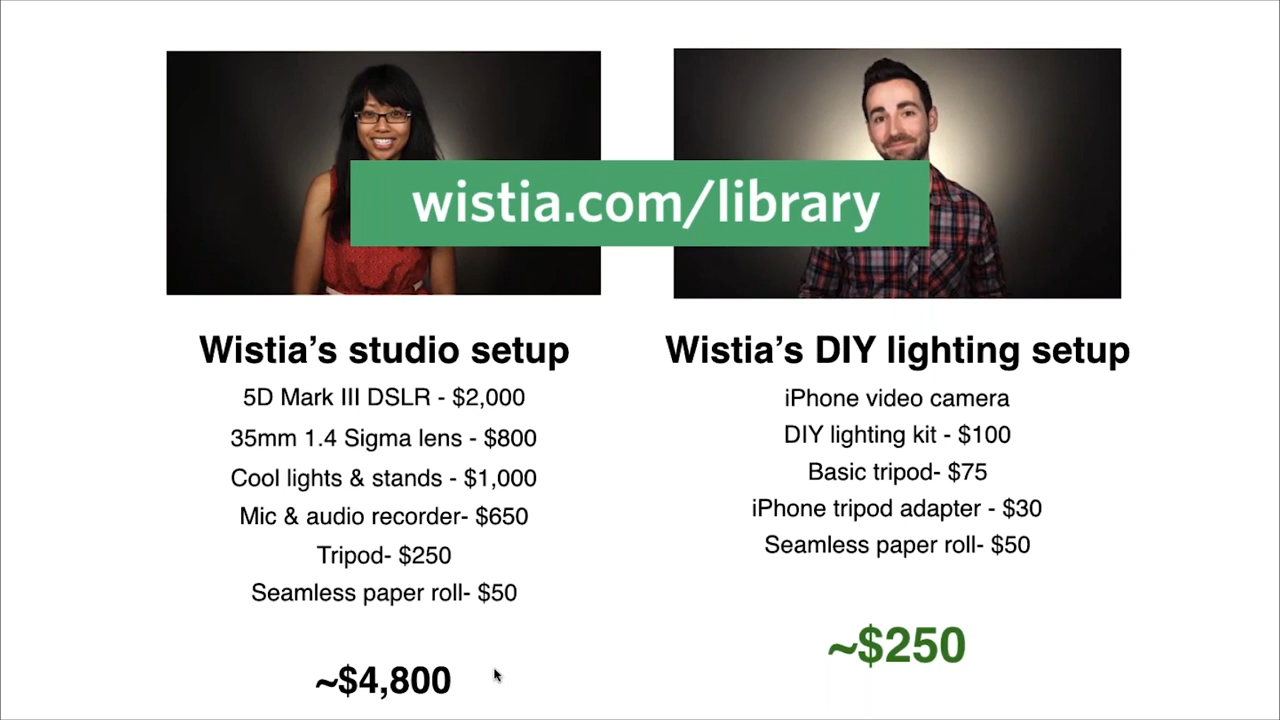 wistia.com/library
Wistia's studio setup
5D Mark III DSLR - $2,000
35mm 1.4 Sigma lens - $800
Cool lights & stands - $1,000
Mic & audio recorder- $650
Tripod- $250
Seamless paper roll- $50
~$4,800
Wistia's DIY lighting setup
iPhone video camera
DIY lighting kit - $100
Basic tripod- $75
iPhone tripod adapter - $30
Seamless paper roll- $50
~$250